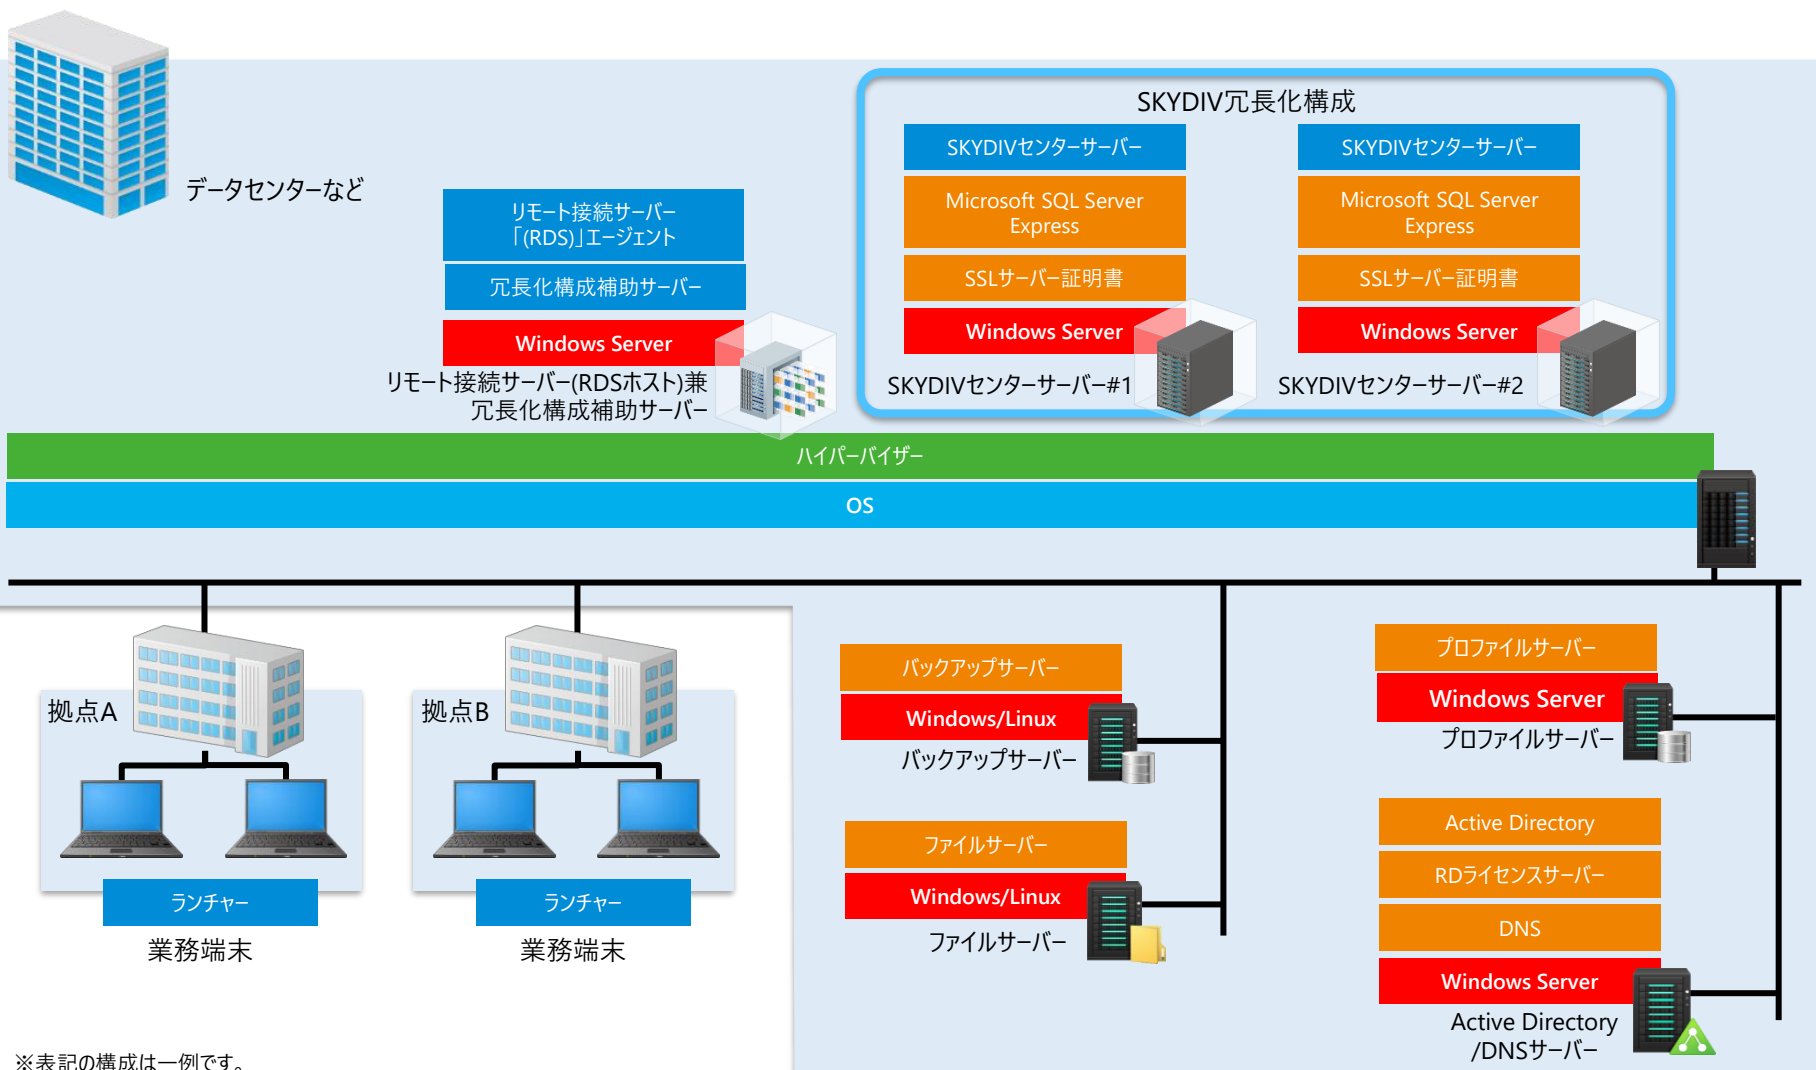 データセンターなど
リモート接続サーバー
「(RDS)」エージェント
冗長化構成補助サーバー
Windows Server
リモート接続サーバー(RDSホスト)兼
冗長化構成補助サーバー
SKYDIV冗長化構成
SKYDIVセンターサーバー
Microsoft SQL Server
Express
SSLサーバー証明書
Windows Server
SKYDIVセンターサーバー#1
SKYDIVセンターサーバー
Microsoft SQL Server
Express
SSLサーバー証明書
Windows Server
SKYDIVセンターサーバー#2
ハイパーバイザー
OS
拠点A
ランチャー
業務端末
拠点B
ランチャー
業務端末
バックアップサーバー
Windows/Linux
バックアップサーバー
ファイルサーバー
Windows/Linux
ファイルサーバー
プロファイルサーバー
Windows Server
プロファイルサーバー
Active Directory
RDライセンスサーバー
DNS
Windows Server
Active Directory
/DNSサーバー
※表記の構成は一例です。